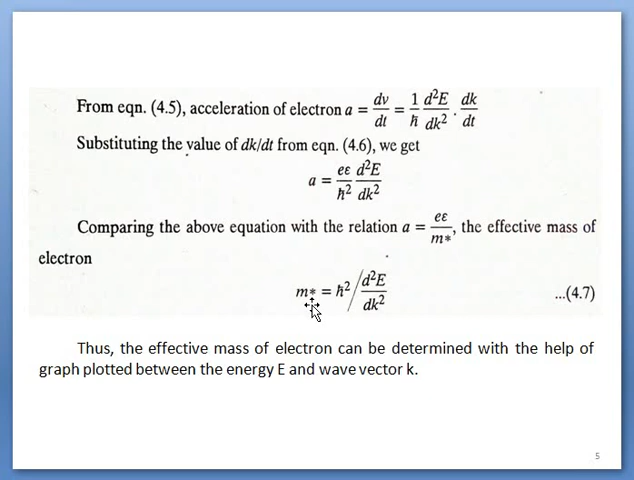 From eqn. (4.5), acceleration of electron a = dv/dt = 1/ħ d²E/dk² · dk/dt
Substituting the value of dk/dt from eqn. (4.6), we get
a = eε/ħ² d²E/dk²
Comparing the above equation with the relation a = eε/m*, the effective mass of
electron
m* = ħ² / d²E/dk² ...(4.7)
Thus, the effective mass of electron can be determined with the help of
graph plotted between the energy E and wave vector k.
5